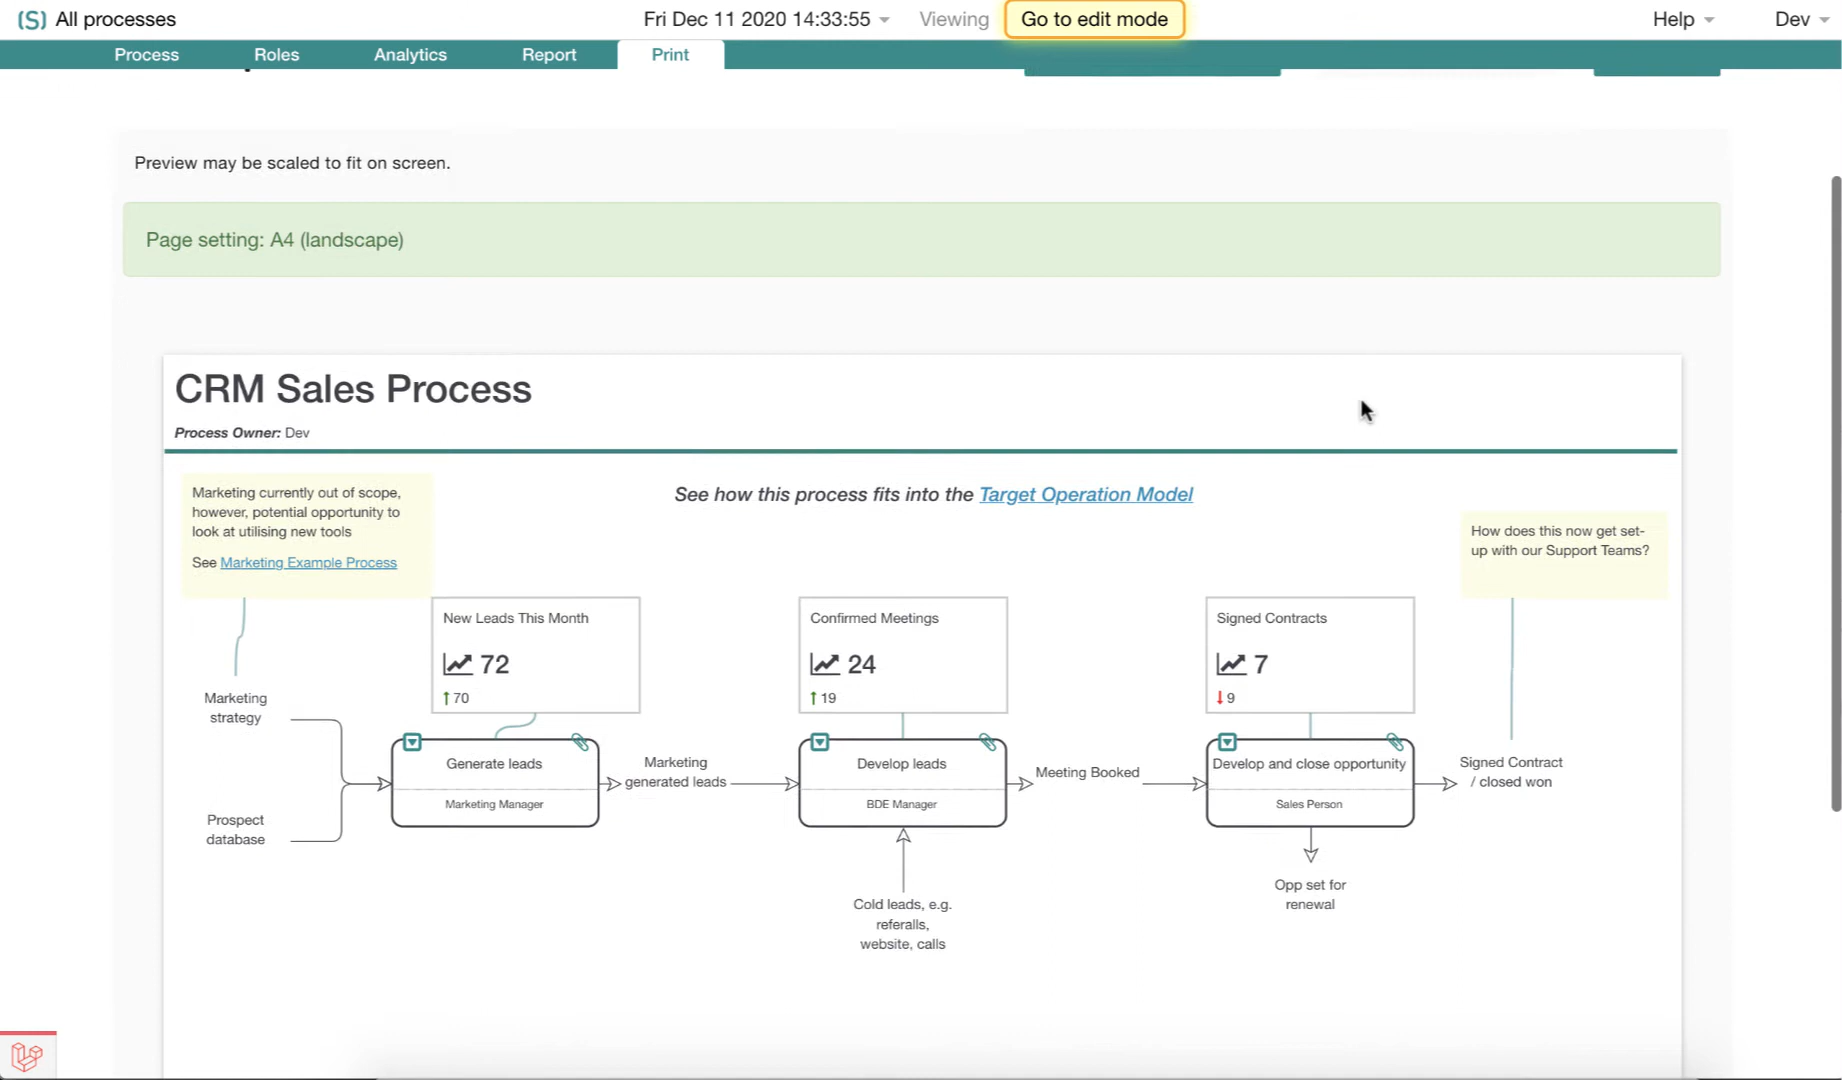 (S) All processes
Fri Dec 11 2020 14:33:55
Viewing
Go to edit mode
Help
Dev
Process
Roles
Analytics
Report
Print
Preview may be scaled to fit on screen.
Page setting: A4 (landscape)
CRM Sales Process
Process Owner: Dev
Marketing currently out of scope,
however, potential opportunity to
look at utilising new tools
See Marketing Example Process
See how this process fits into the Target Operation Model
How does this now get set-
up with our Support Teams?
New Leads This Month
72
70
Confirmed Meetings
24
19
Signed Contracts
7
9
Marketing
strategy
Prospect
database
Generate leads
Marketing Manager
Marketing
generated leads
Develop leads
BDE Manager
Meeting Booked
Develop and close opportunity
Sales Person
Signed Contract
/ closed won
Cold leads, e.g.
referalls,
website, calls
Opp set for
renewal